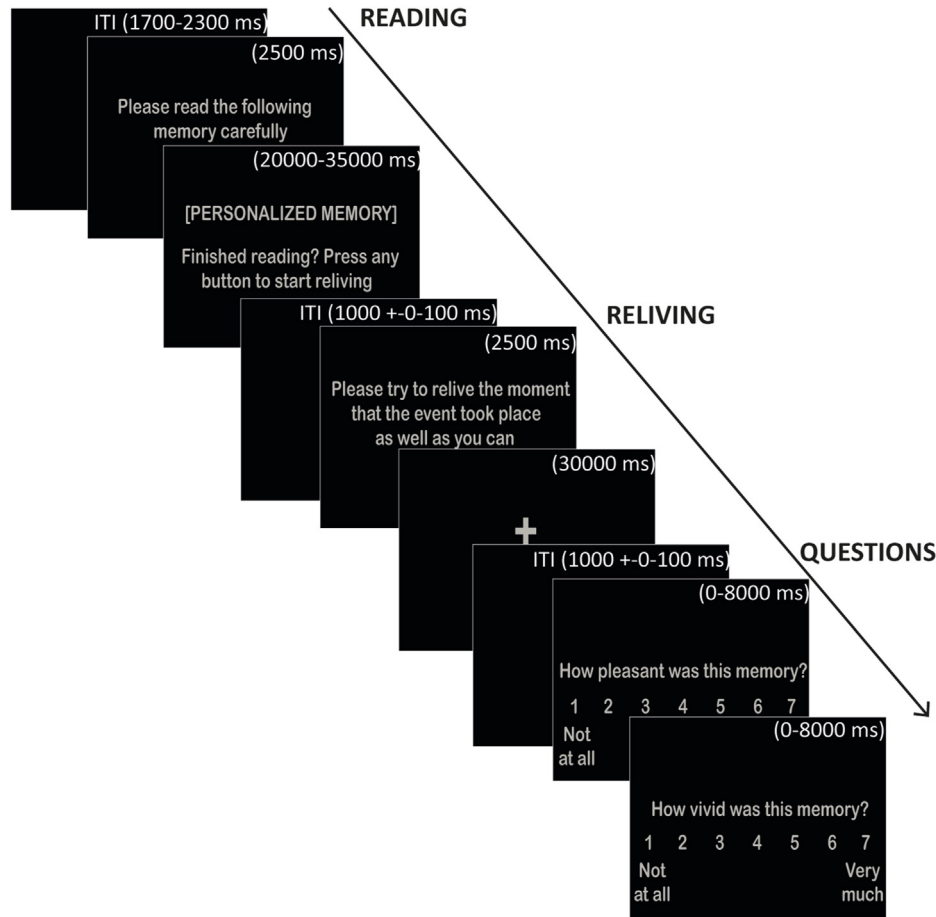 READING
ITI (1700-2300 ms)
(2500 ms)
Please read the following
memory carefully
(20000-35000 ms)
[PERSONALIZED MEMORY]
Finished reading? Press any
button to start reliving
RELIVING
ITI (1000 +-0-100 ms)
(2500 ms)
Please try to relive the moment
that the event took place
as well as you can
(30000 ms)
+
QUESTIONS
ITI (1000 +-0-100 ms)
(0-8000 ms)
How pleasant was this memory?
1 2 3 4 5 6 7
Not
at all
(0-8000 ms)
How vivid was this memory?
1 2 3 4 5 6 7
Not Very
at all much